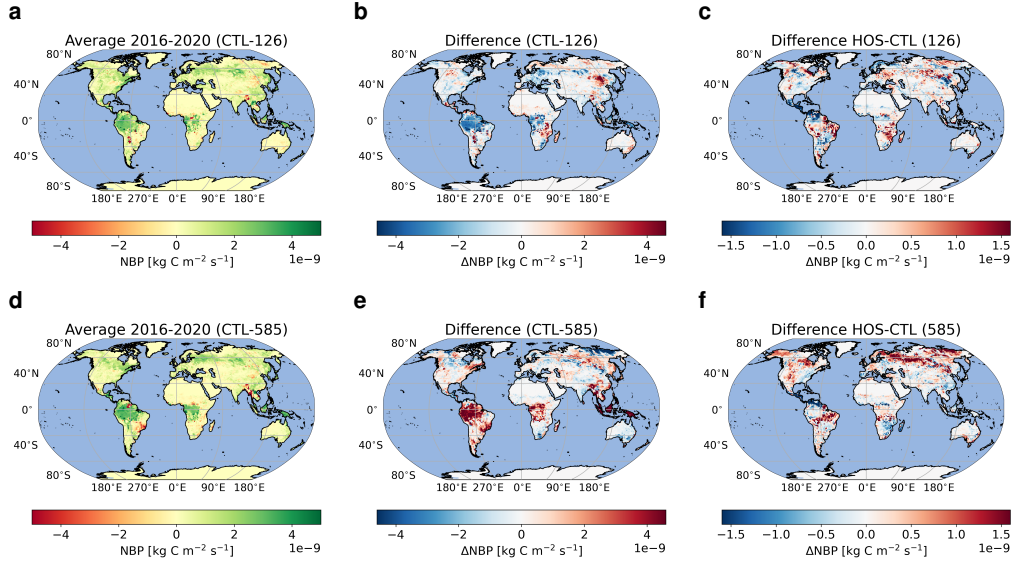 a
b
c
Average 2016-2020 (CTL-126)
Difference (CTL-126)
Difference HOS-CTL (126)
80°N
40°N
0°
40°S
80°S
180°E 270°E 0°E 90°E 180°E
80°N
40°N
0°
40°S
80°S
180°E 270°E 0°E 90°E 180°E
80°N
40°N
0°
40°S
80°S
180°E 270°E 0°E 90°E 180°E
−4 −2 0 2 4
NBP [kg C m⁻² s⁻¹] 1e−9
−4 −2 0 2 4
ΔNBP [kg C m⁻² s⁻¹] 1e−9
−1.5 −1.0 −0.5 0.0 0.5 1.0 1.5
ΔNBP [kg C m⁻² s⁻¹] 1e−9
d
e
f
Average 2016-2020 (CTL-585)
Difference (CTL-585)
Difference HOS-CTL (585)
80°N
40°N
0°
40°S
80°S
180°E 270°E 0°E 90°E 180°E
80°N
40°N
0°
40°S
80°S
180°E 270°E 0°E 90°E 180°E
80°N
40°N
0°
40°S
80°S
180°E 270°E 0°E 90°E 180°E
−4 −2 0 2 4
NBP [kg C m⁻² s⁻¹] 1e−9
−4 −2 0 2 4
ΔNBP [kg C m⁻² s⁻¹] 1e−9
−1.5 −1.0 −0.5 0.0 0.5 1.0 1.5
ΔNBP [kg C m⁻² s⁻¹] 1e−9